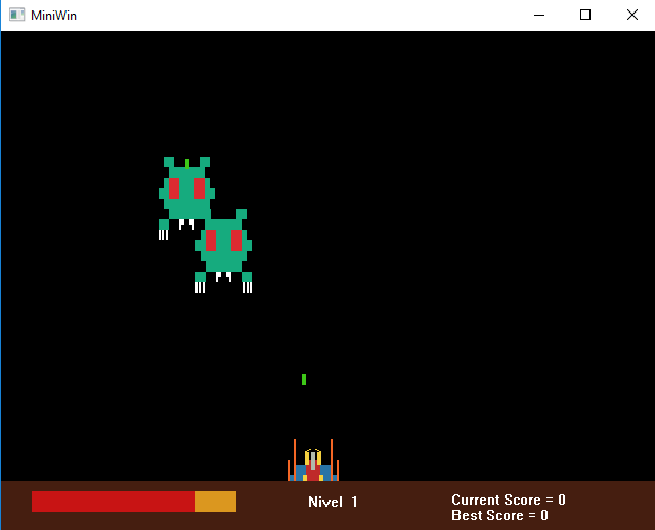 MiniWin
Nivel 1
Current Score = 0
Best Score = 0